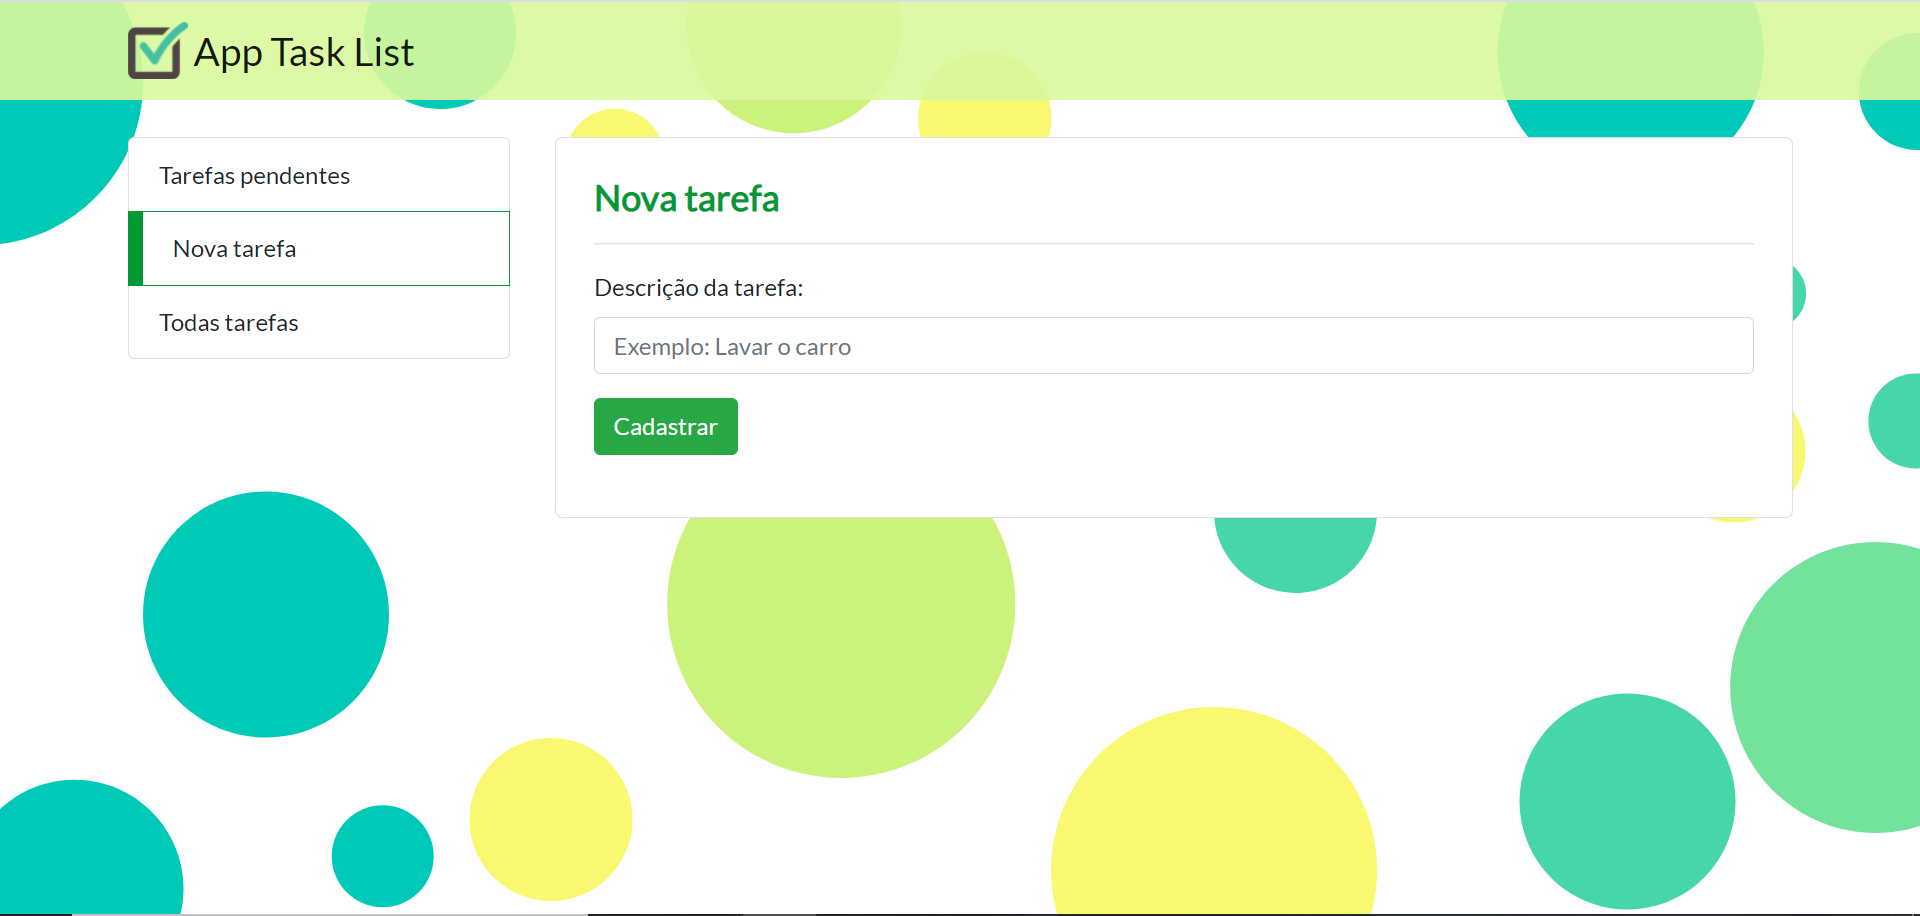 App Task List
Tarefas pendentes
Nova tarefa
Todas tarefas
Nova tarefa
Descrição da tarefa:
Exemplo: Lavar o carro
Cadastrar